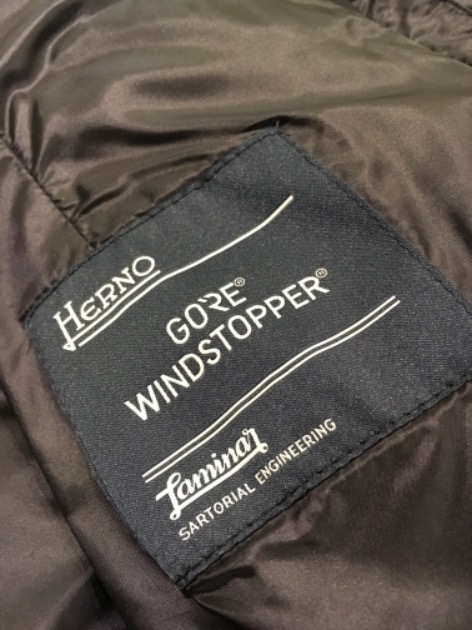 HERNO
GORE®
WINDSTOPPER®
Laminar
SARTORIAL ENGINEERING